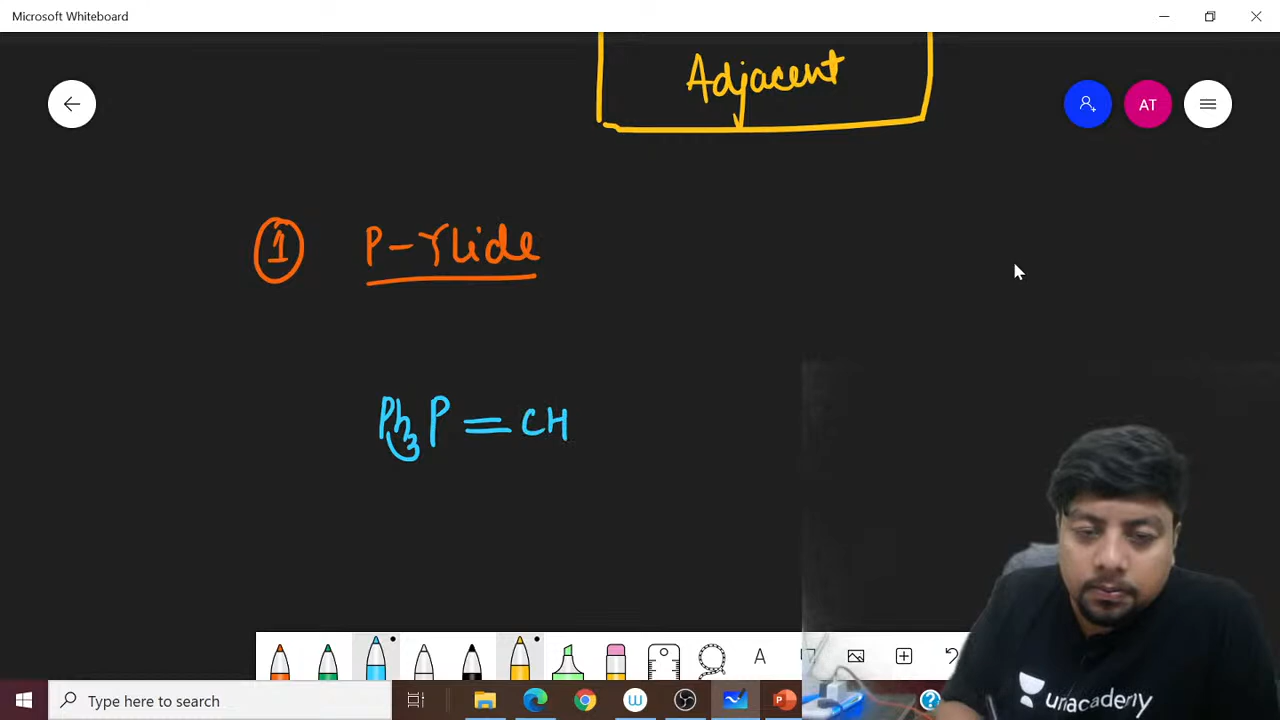 Microsoft Whiteboard
Adjacent
AT
1 P-Ylide
Ph3P=CH
A
unacademy
Type here to search